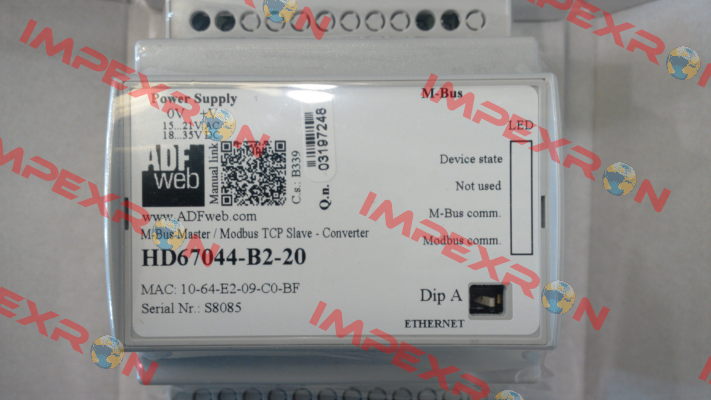 Power Supply
0V +V
15...21V AC
18...35V DC
M-Bus
LED
ADF
web
Manual link
C.s.: B339
Q.n.
03197248
Device state
Not used
M-Bus comm.
Modbus comm.
www.ADFweb.com
M-Bus Master / Modbus TCP Slave - Converter
HD67044-B2-20
MAC: 10-64-E2-09-C0-BF
Serial Nr.: S8085
Dip A
ETHERNET
IMPEXRON
IMPEXRON
IMPEXRON
IMPEXRON
IMPEXRON
IMPEXRON